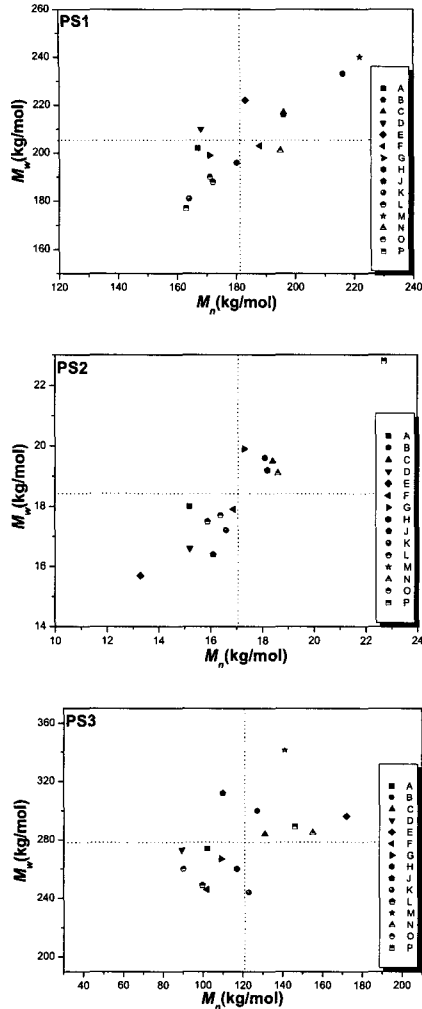 PS1
260
240
220
200
180
160
M_w(kg/mol)
120 140 160 180 200 220 240
M_n(kg/mol)
A
B
C
D
E
F
G
H
J
K
L
M
N
O
P
PS2
22
20
18
16
14
M_w(kg/mol)
10 12 14 16 18 20 22 24
M_n(kg/mol)
A
B
C
D
E
F
G
H
J
K
L
M
N
O
P
PS3
360
320
280
240
200
M_w(kg/mol)
40 60 80 100 120 140 160 180 200
M_n(kg/mol)
A
B
C
D
E
F
G
H
J
K
L
M
N
O
P